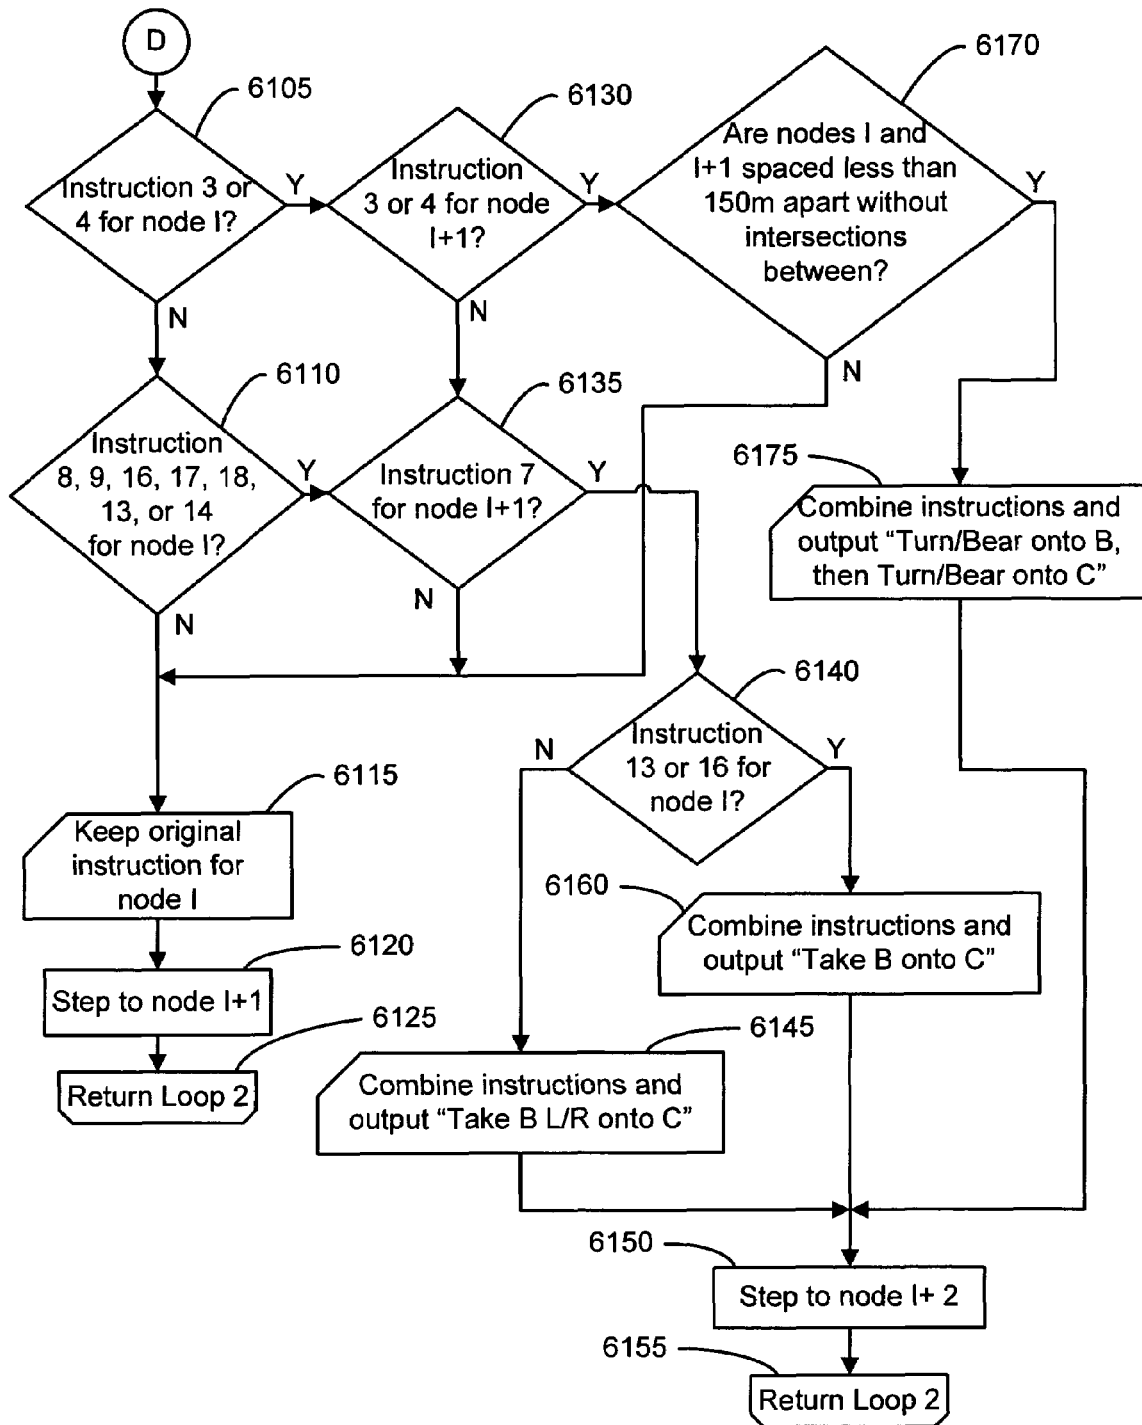 D
6105
Instruction 3 or
4 for node I?
Y
N
6130
Instruction
3 or 4 for node
I+1?
Y
N
6170
Are nodes I and
I+1 spaced less than
150m apart without
intersections
between?
Y
N
6110
Instruction
8, 9, 16, 17, 18,
13, or 14
for node I?
Y
N
6135
Instruction 7
for node I+1?
Y
N
6175
Combine instructions and
output “Turn/Bear onto B,
then Turn/Bear onto C”
6140
Instruction
13 or 16 for
node I?
N
Y
6115
Keep original
instruction for
node I
6160
Combine instructions and
output “Take B onto C”
6120
Step to node I+1
6125
Return Loop 2
6145
Combine instructions and
output “Take B L/R onto C”
6150
Step to node I+ 2
6155
Return Loop 2